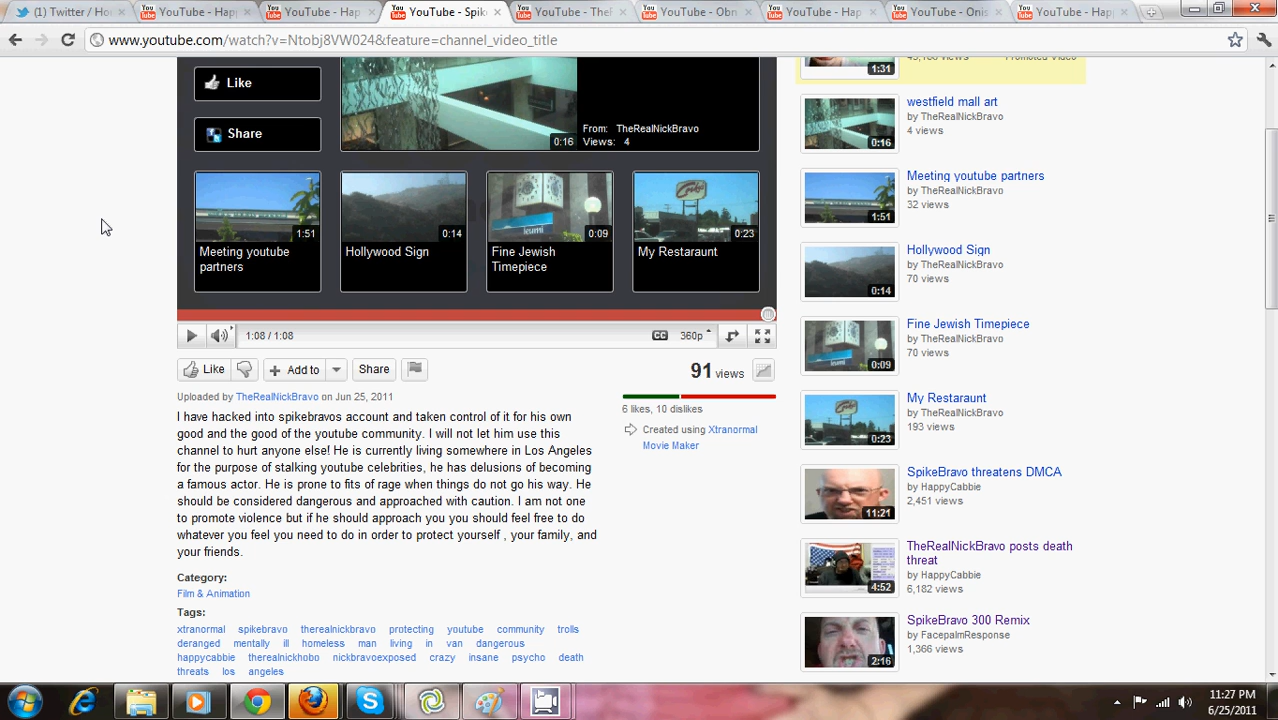 (1) Twitter / Ho
YouTube - Hap
YouTube - Hap
YouTube - Spik
YouTube - TheR
YouTube - Obn
YouTube - Hap
YouTube - Onis
YouTube - Hap
www.youtube.com/watch?v=Ntobj8VW024&feature=channel_video_title
Like
Share
0:16
From: TheRealNickBravo
Views: 4
1:51
Meeting youtube
partners
0:14
Hollywood Sign
0:09
Fine Jewish
Timepiece
0:23
My Restaraunt
1:08 / 1:08
CC
360p
Like
Add to
Share
91 views
Uploaded by TheRealNickBravo on Jun 25, 2011
6 likes, 10 dislikes
Created using Xtranormal
Movie Maker
I have hacked into spikebravos account and taken control of it for his own
good and the good of the youtube community. I will not let him use this
channel to hurt anyone else! He is currently living somewhere in Los Angeles
for the purpose of stalking youtube celebrities, he has delusions of becoming
a famous actor. He is prone to fits of rage when things do not go his way. He
should be considered dangerous and approached with caution. I am not one
to promote violence but if he should approach you you should feel free to do
whatever you feel you need to do in order to protect yourself , your family, and
your friends.
Category:
Film & Animation
Tags:
xtranormal spikebravo therealnickbravo protecting youtube community trolls
deranged mentally ill homeless man living in van dangerous
happycabbie therealnickhobo nickbravoexposed crazy insane psycho death
threats los angeles
1:31
Promoted Video
westfield mall art
by TheRealNickBravo
4 views
0:16
Meeting youtube partners
by TheRealNickBravo
32 views
1:51
Hollywood Sign
by TheRealNickBravo
70 views
0:14
Fine Jewish Timepiece
by TheRealNickBravo
70 views
0:09
My Restaraunt
by TheRealNickBravo
193 views
0:23
SpikeBravo threatens DMCA
by HappyCabbie
2,451 views
11:21
TheRealNickBravo posts death
threat
by HappyCabbie
6,182 views
4:52
SpikeBravo 300 Remix
by FacepalmResponse
1,366 views
2:16
11:27 PM
6/25/2011